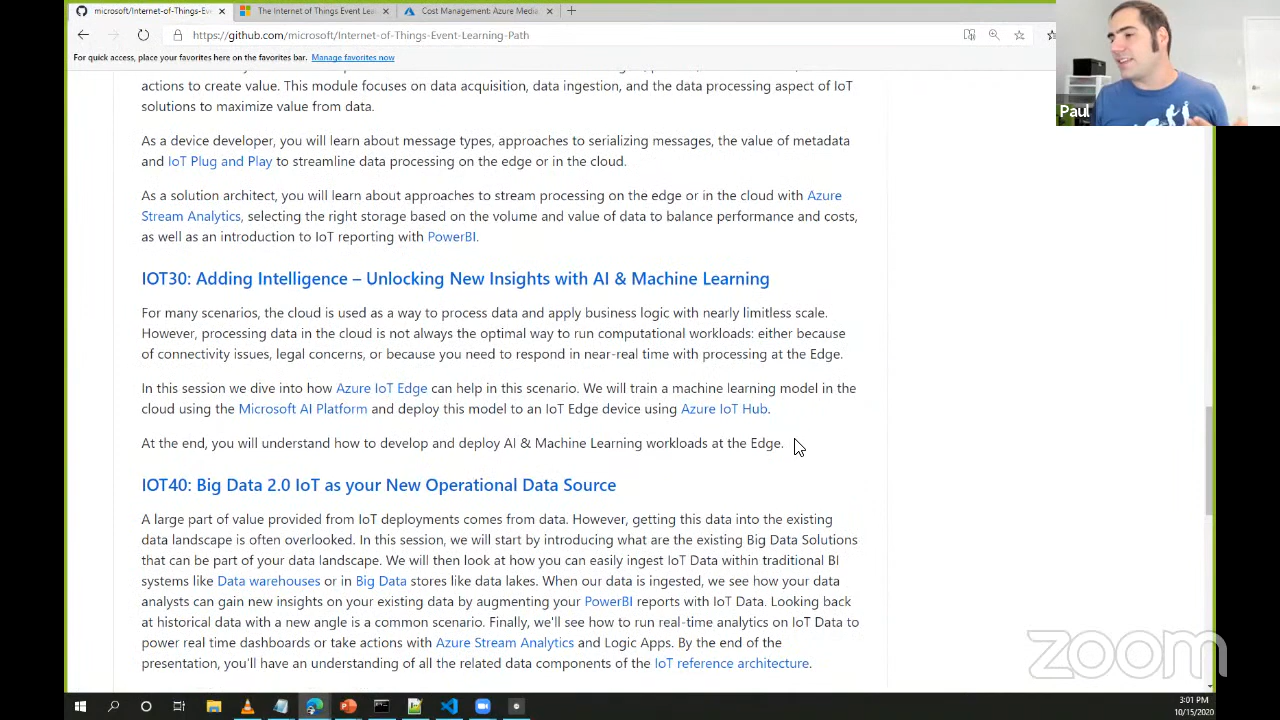 microsoft/Internet-of-Things-Ev
The Internet of Things Event Lea
Cost Management: Azure Media
https://github.com/microsoft/Internet-of-Things-Event-Learning-Path
For quick access, place your favorites here on the favorites bar. Manage favorites now
Paul
actions to create value. This module focuses on data acquisition, data ingestion, and the data processing aspect of IoT
solutions to maximize value from data.
As a device developer, you will learn about message types, approaches to serializing messages, the value of metadata
and IoT Plug and Play to streamline data processing on the edge or in the cloud.
As a solution architect, you will learn about approaches to stream processing on the edge or in the cloud with Azure
Stream Analytics, selecting the right storage based on the volume and value of data to balance performance and costs,
as well as an introduction to IoT reporting with PowerBI.
IOT30: Adding Intelligence – Unlocking New Insights with AI & Machine Learning
For many scenarios, the cloud is used as a way to process data and apply business logic with nearly limitless scale.
However, processing data in the cloud is not always the optimal way to run computational workloads: either because
of connectivity issues, legal concerns, or because you need to respond in near-real time with processing at the Edge.
In this session we dive into how Azure IoT Edge can help in this scenario. We will train a machine learning model in the
cloud using the Microsoft AI Platform and deploy this model to an IoT Edge device using Azure IoT Hub.
At the end, you will understand how to develop and deploy AI & Machine Learning workloads at the Edge.
IOT40: Big Data 2.0 IoT as your New Operational Data Source
A large part of value provided from IoT deployments comes from data. However, getting this data into the existing
data landscape is often overlooked. In this session, we will start by introducing what are the existing Big Data Solutions
that can be part of your data landscape. We will then look at how you can easily ingest IoT Data within traditional BI
systems like Data warehouses or in Big Data stores like data lakes. When our data is ingested, we see how your data
analysts can gain new insights on your existing data by augmenting your PowerBI reports with IoT Data. Looking back
at historical data with a new angle is a common scenario. Finally, we'll see how to run real-time analytics on IoT Data to
power real time dashboards or take actions with Azure Stream Analytics and Logic Apps. By the end of the
presentation, you'll have an understanding of all the related data components of the IoT reference architecture.
zoom
3:01 PM
10/15/2020